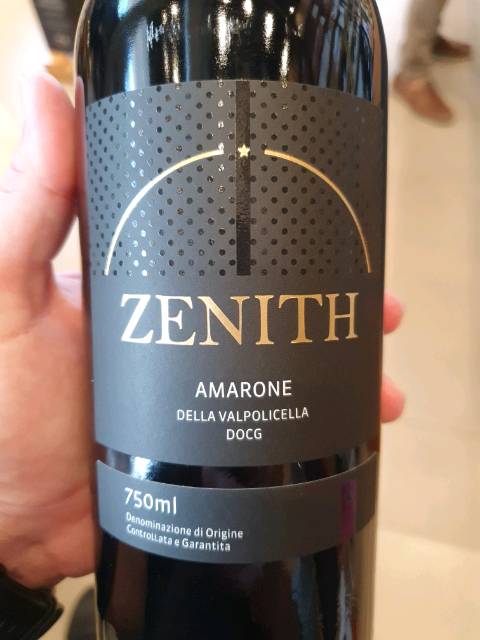 ZENITH
AMARONE
DELLA VALPOLICELLA
DOCG
750ml
Denominazione di Origine
Controllata e Garantita